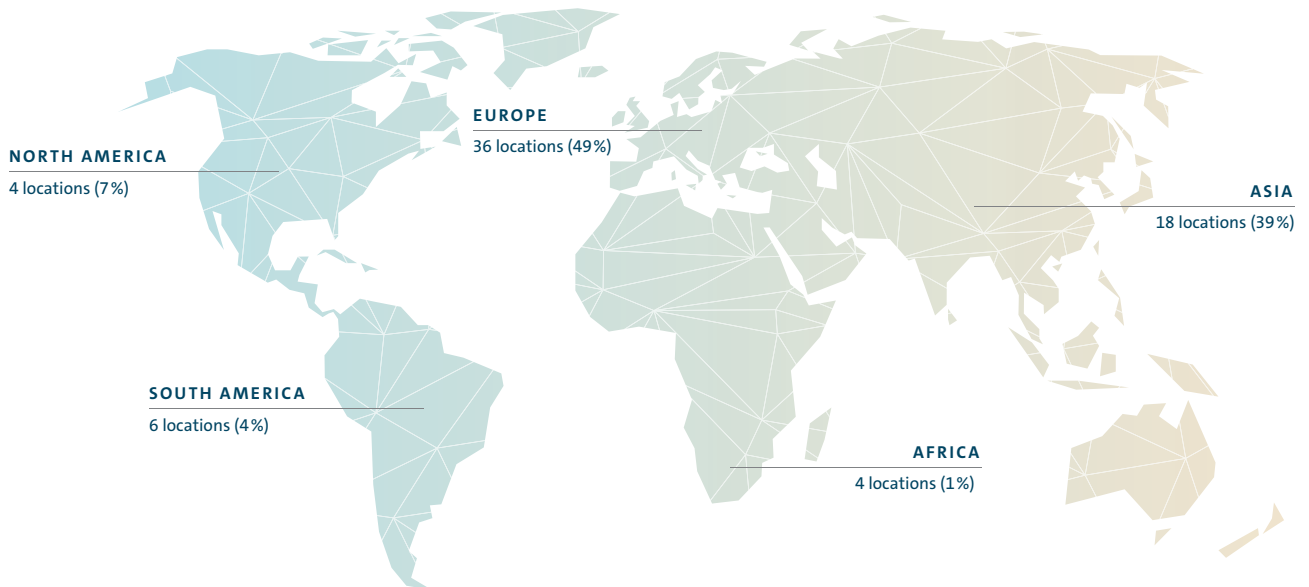 EUROPE
36 locations (49%)
NORTH AMERICA
4 locations (7%)
ASIA
18 locations (39%)
SOUTH AMERICA
6 locations (4%)
AFRICA
4 locations (1%)